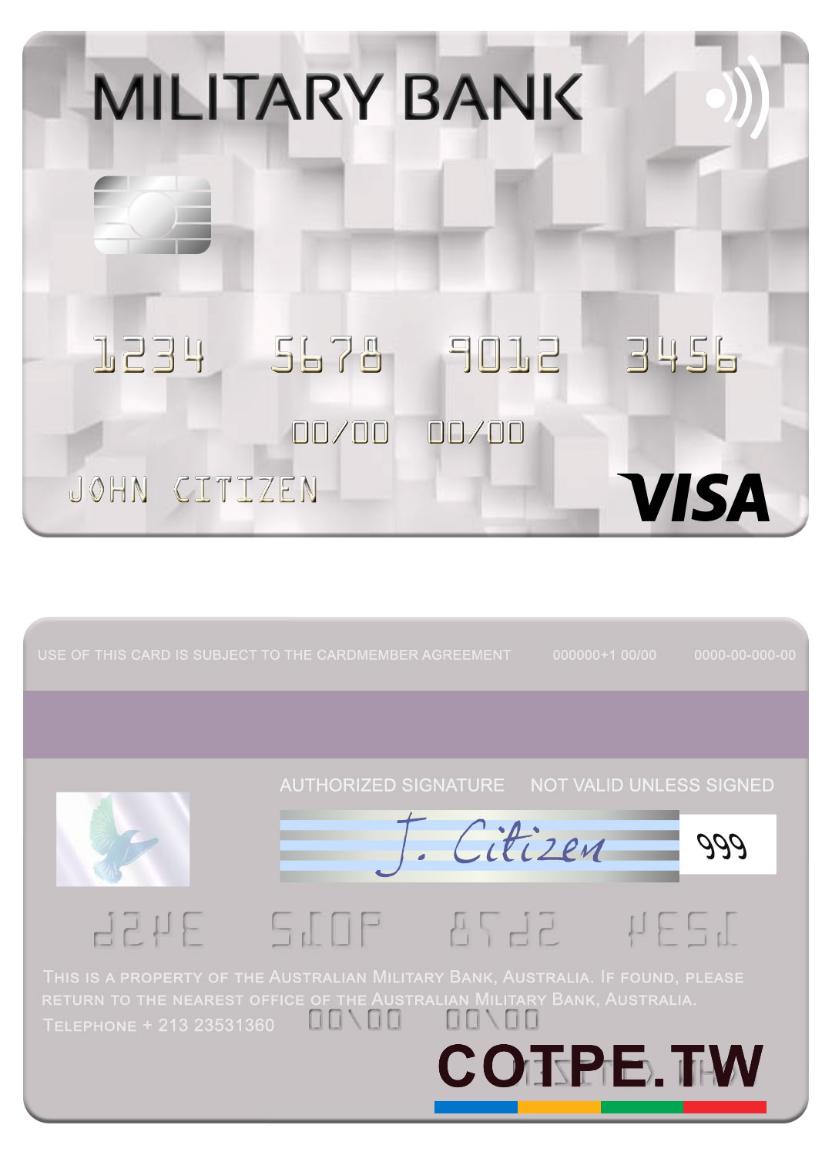 MILITARY BANK
1234 5678 9012 3456
00/00 00/00
JOHN CITIZEN
VISA
USE OF THIS CARD IS SUBJECT TO THE CARDMEMBER AGREEMENT 000000+1 00/00 0000-00-000-00
AUTHORIZED SIGNATURE NOT VALID UNLESS SIGNED
J. Citizen 999
THIS IS A PROPERTY OF THE AUSTRALIAN MILITARY BANK, AUSTRALIA. IF FOUND, PLEASE
RETURN TO THE NEAREST OFFICE OF THE AUSTRALIAN MILITARY BANK, AUSTRALIA.
TELEPHONE + 213 23531360
COTPE.TW